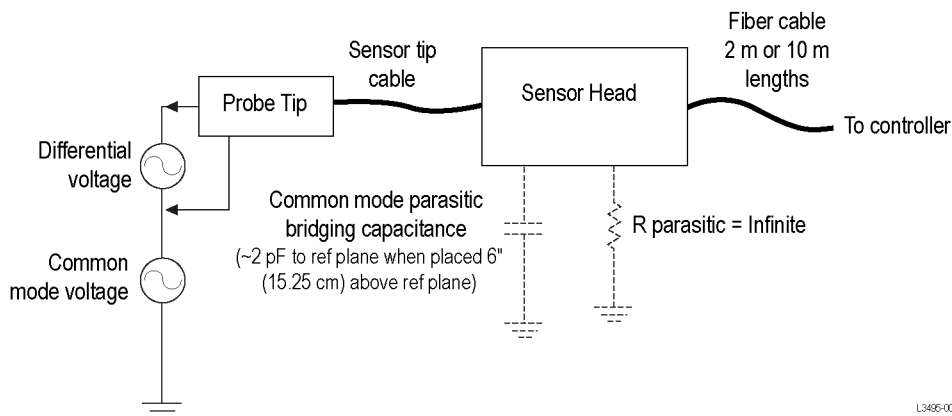 Fiber cable
2 m or 10 m
lengths
Sensor tip
cable
Probe Tip
Sensor Head
To controller
Differential
voltage
Common mode parasitic
bridging capacitance
(~2 pF to ref plane when placed 6"
(15.25 cm) above ref plane)
R parasitic = Infinite
Common
mode voltage